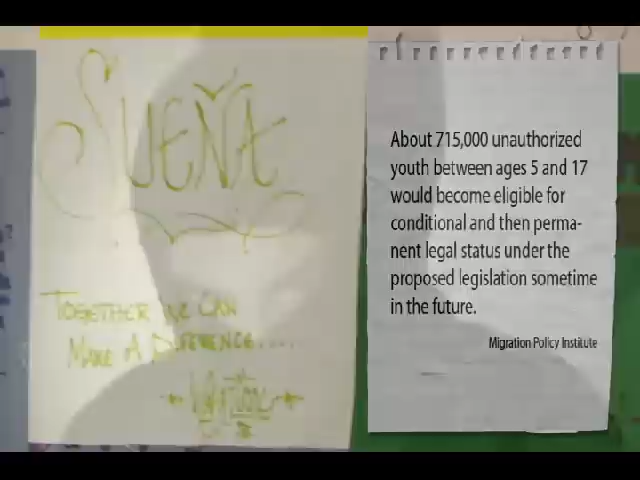 SUEÑA
TOGETHER WE CAN
MAKE A DIFERENCE.....
About 715,000 unauthorized
youth between ages 5 and 17
would become eligible for
conditional and then perma-
nent legal status under the
proposed legislation sometime
in the future.
Migration Policy Institute